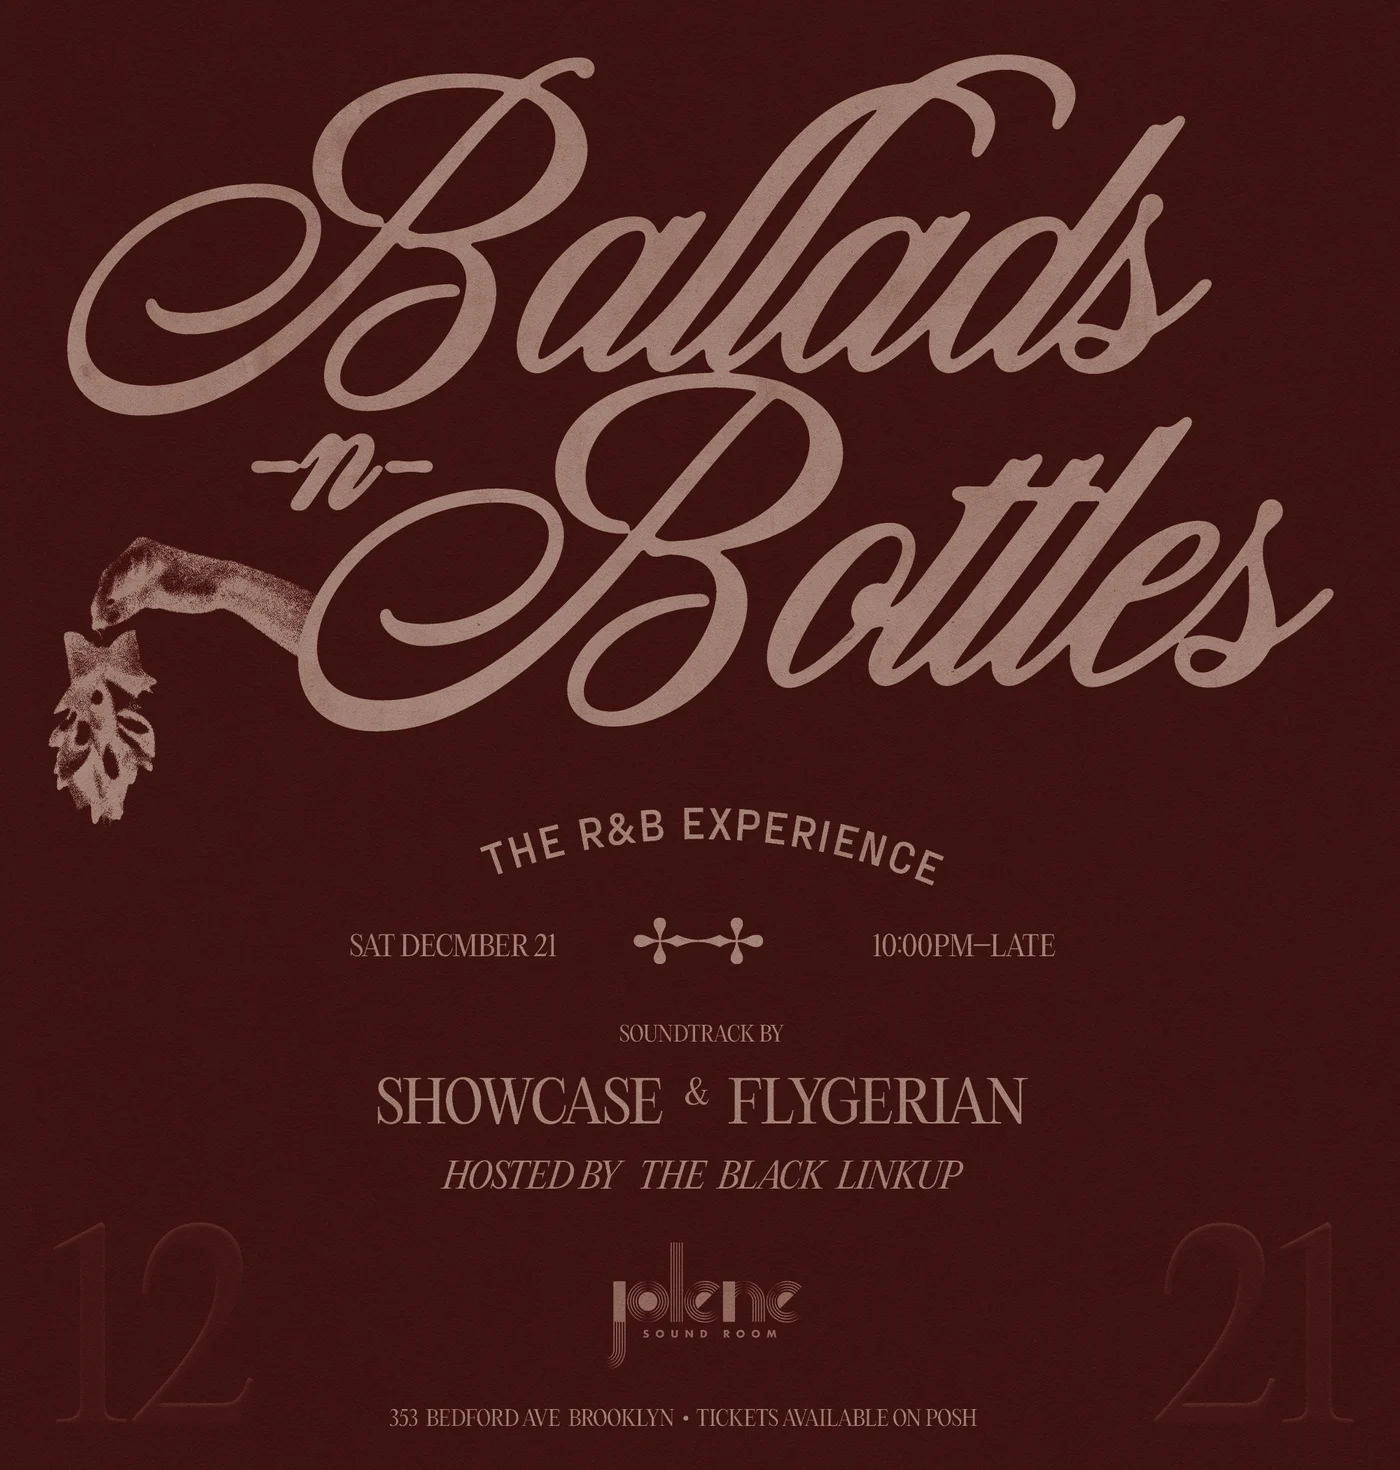 Ballads
-n-
Bottles
THE R&B EXPERIENCE
SAT DECMBER 21
10:00PM–LATE
SOUNDTRACK BY
SHOWCASE & FLYGERIAN
HOSTED BY THE BLACK LINKUP
12
21
jolene
SOUND ROOM
353 BEDFORD AVE BROOKLYN • TICKETS AVAILABLE ON POSH